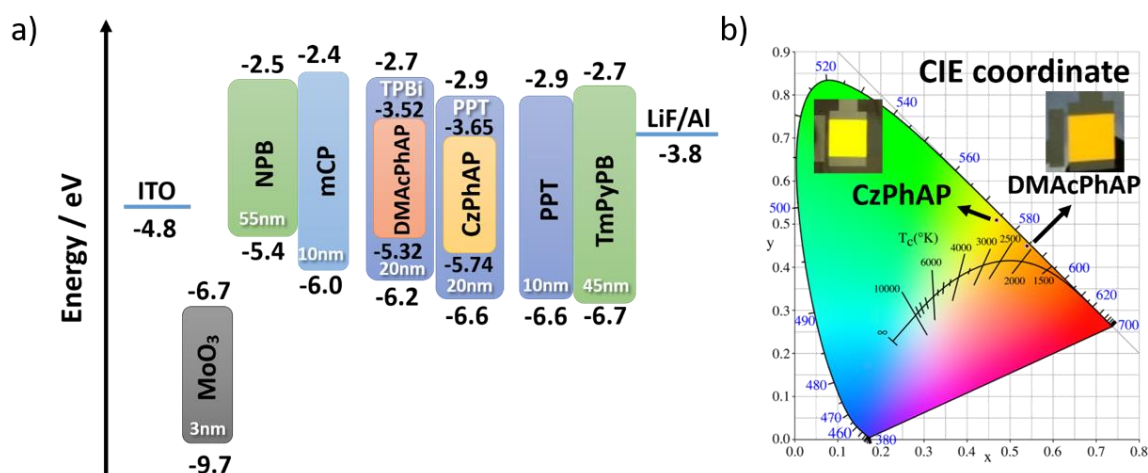 a)
Energy / eV
ITO
-4.8
-6.7
MoO3
3nm
-9.7
-2.5
NPB
55nm
-5.4
-2.4
mCP
10nm
-6.0
-2.7
TPBi
-3.52
DMAcPhAP
-5.32
20nm
-6.2
-2.9
PPT
-3.65
CzPhAP
-5.74
20nm
-6.6
-2.9
PPT
10nm
-6.6
-2.7
TmPyPB
45nm
-6.7
LiF/Al
-3.8
b)
CIE coordinate
CzPhAP
DMAcPhAP
0.9
0.8
0.7
0.6
0.5
y
0.4
0.3
0.2
0.1
0.0
0.0 0.1 0.2 0.3 0.4 0.5 0.6 0.7 0.8
x
520
540
560
500
580
600
620
700
490
480
470
460
380
Tc(°K)
∞
10000
6000
4000
3000
2500
2000
1500